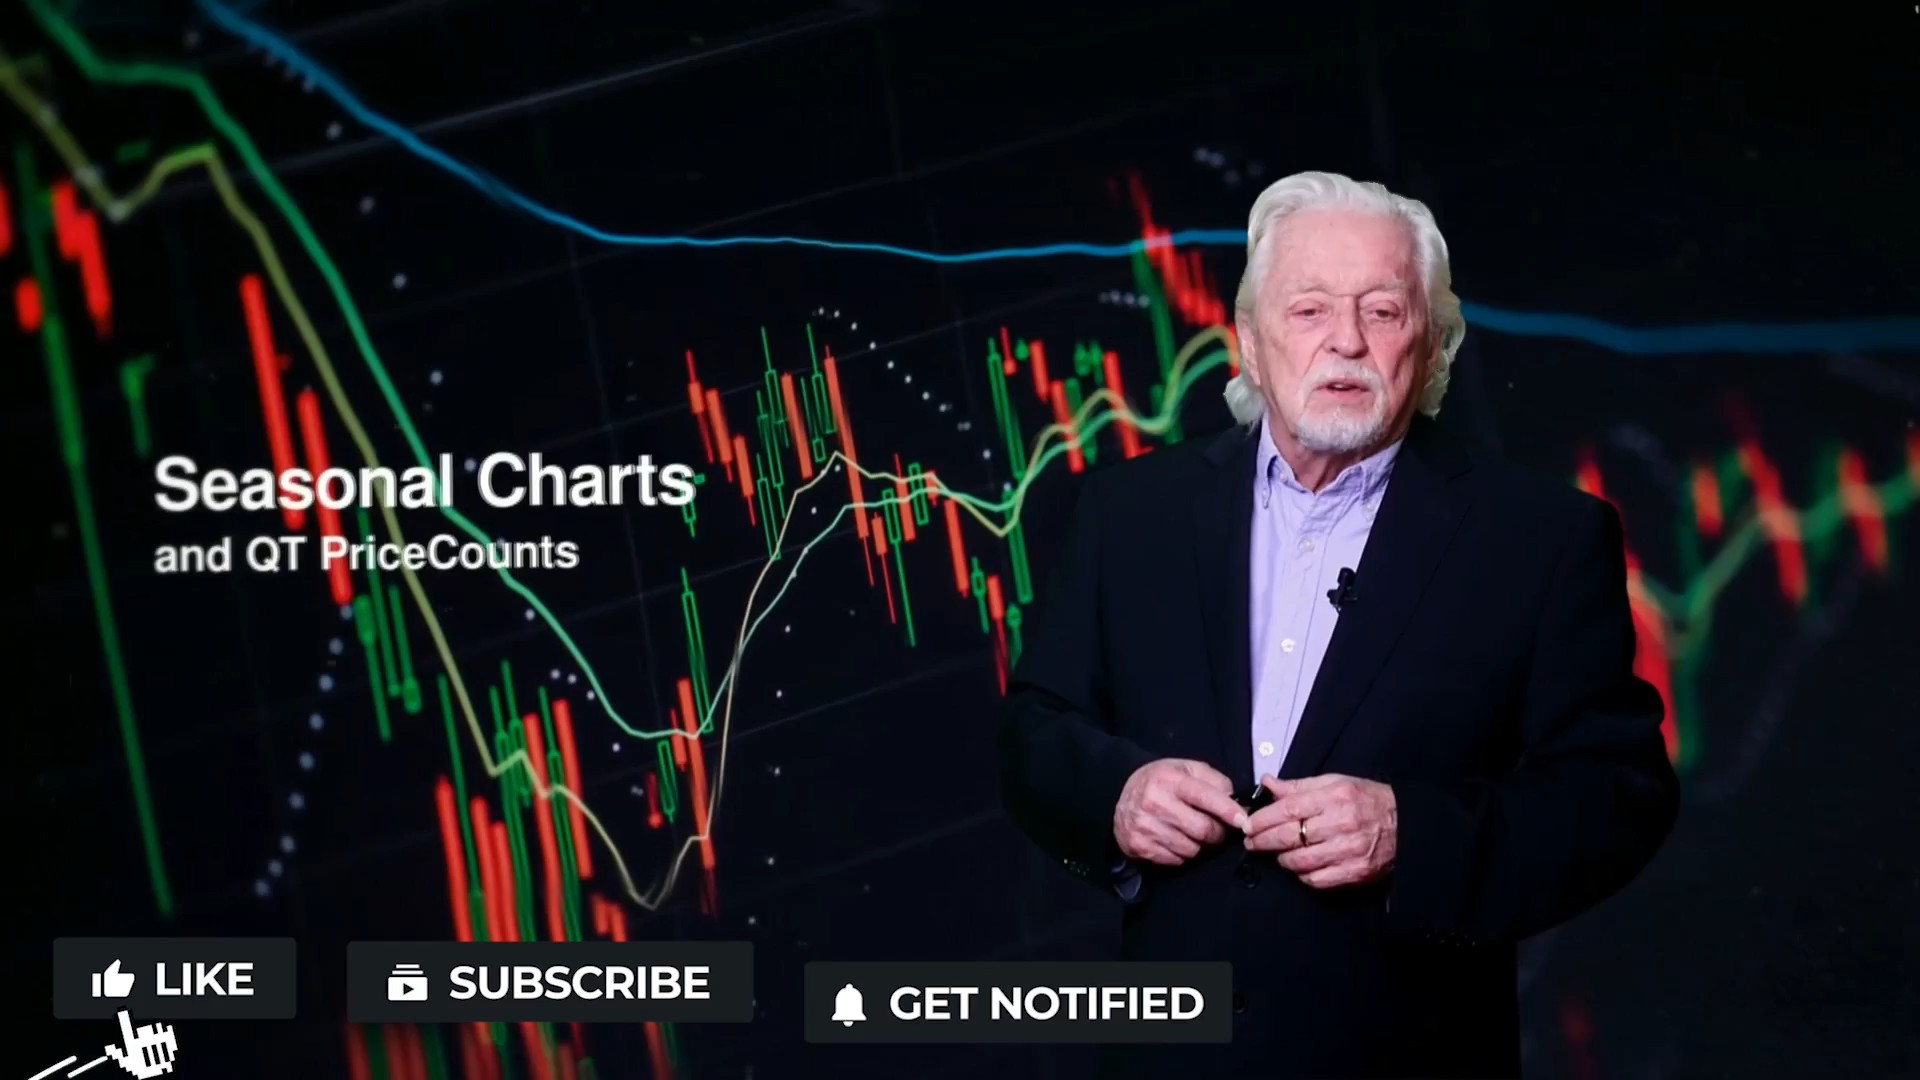 Seasonal Charts
and QT PriceCounts
LIKE
SUBSCRIBE
GET NOTIFIED